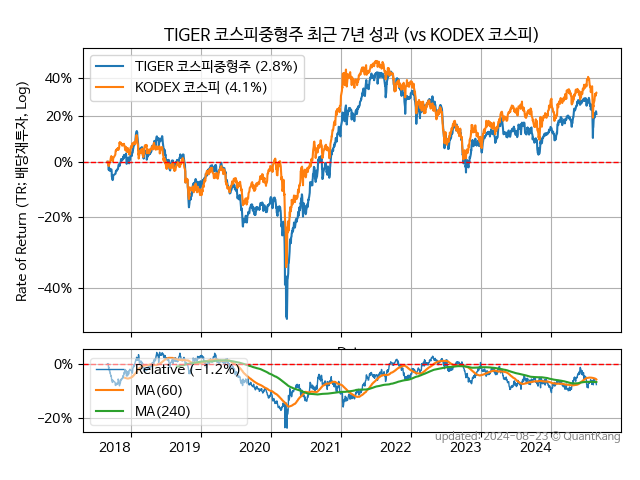 TIGER 코스피중형주 최근 7년 성과 (vs KODEX 코스피)
Rate of Return (TR: 배당재투자, Log)
40%
20%
0%
−20%
−40%
TIGER 코스피중형주 (2.8%)
KODEX 코스피 (4.1%)
0%
−20%
Relative (−1.2%)
MA(60)
MA(240)
2018 2019 2020 2021 2022 2023 2024
updated: 2024-08-23 © QuantKang